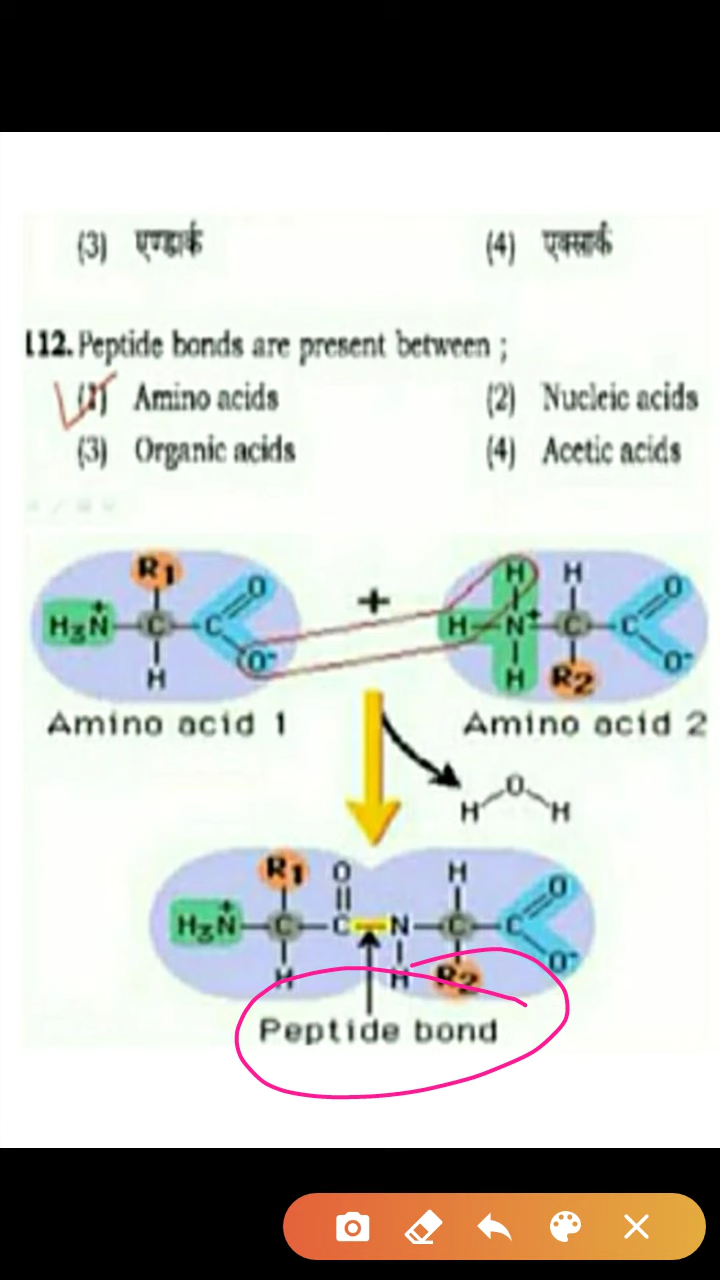 (3) एण्डार्क (4) एक्सार्क
112. Peptide bonds are present between ;
(1) Amino acids (2) Nucleic acids
(3) Organic acids (4) Acetic acids
R1 O
H3N+ C C
H O-
+
H H O
H N+ C C
H R2 O-
Amino acid 1 Amino acid 2
O
H H
R1 O H O
H3N+ C C N C C
H H R2 O-
Peptide bond